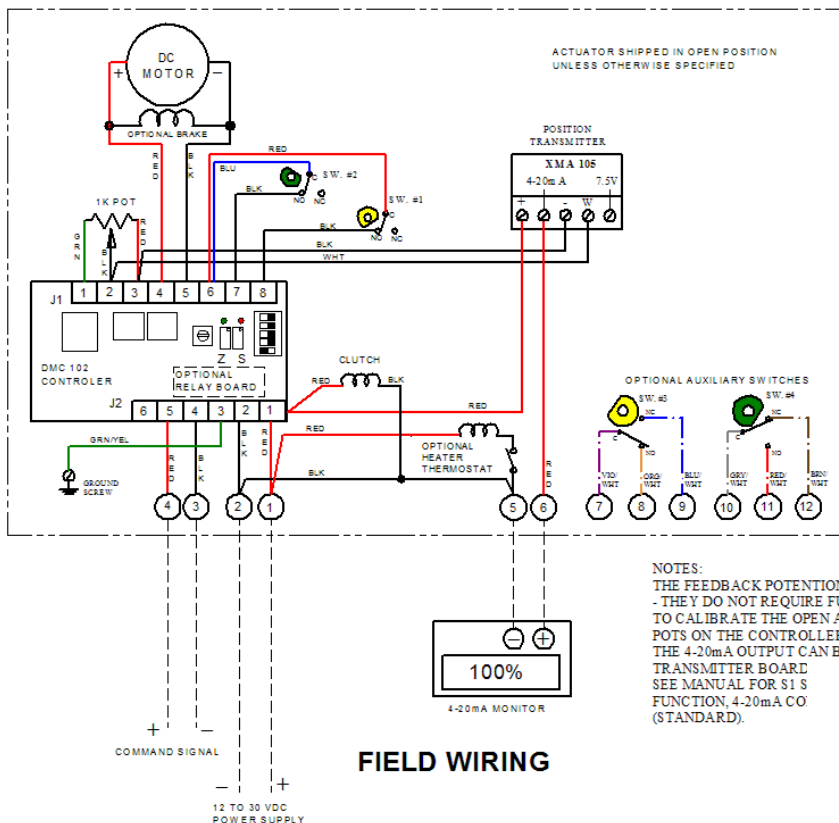 ACTUATOR SHIPPED IN OPEN POSITION
UNLESS OTHERWISE SPECIFIED
DC
MOTOR
+
−
OPTIONAL BRAKE
RED
BLK
RED
BLU
BLK
SW. #2
C
NO
NC
SW. #1
C
NO
NC
BLK
BLK
WHT
POSITION
TRANSMITTER
XMA 105
4-20m A
7.5V
+
-
W
1K POT
GRN
BLK
RED
J1
1
2
3
4
5
6
7
8
Z S
DMC 102
CONTROLER
OPTIONAL
RELAY BOARD
J2
6
5
4
3
2
1
CLUTCH
RED
BLK
RED
RED
OPTIONAL
HEATER
THERMOSTAT
BLK
GRN/YEL
GROUND
SCREW
RED
BLK
BLK
RED
RED
4
3
2
1
5
6
OPTIONAL AUXILIARY SWITCHES
SW. #3
NC
C
NO
SW. #4
NC
C
NO
VIO/
WHT
ORG/
WHT
BLU/
WHT
GRY/
WHT
RED/
WHT
BRN/
WHT
7
8
9
10
11
12
−
+
100%
4-20mA MONITOR
+
−
COMMAND SIGNAL
−
+
12 TO 30 VDC
POWER SUPPLY
FIELD WIRING
NOTES:
THE FEEDBACK POTENTION
- THEY DO NOT REQUIRE FU
TO CALIBRATE THE OPEN A
POTS ON THE CONTROLLER
THE 4-20mA OUTPUT CAN B
TRANSMITTER BOARD
SEE MANUAL FOR S1 S
FUNCTION, 4-20mA CO
(STANDARD).